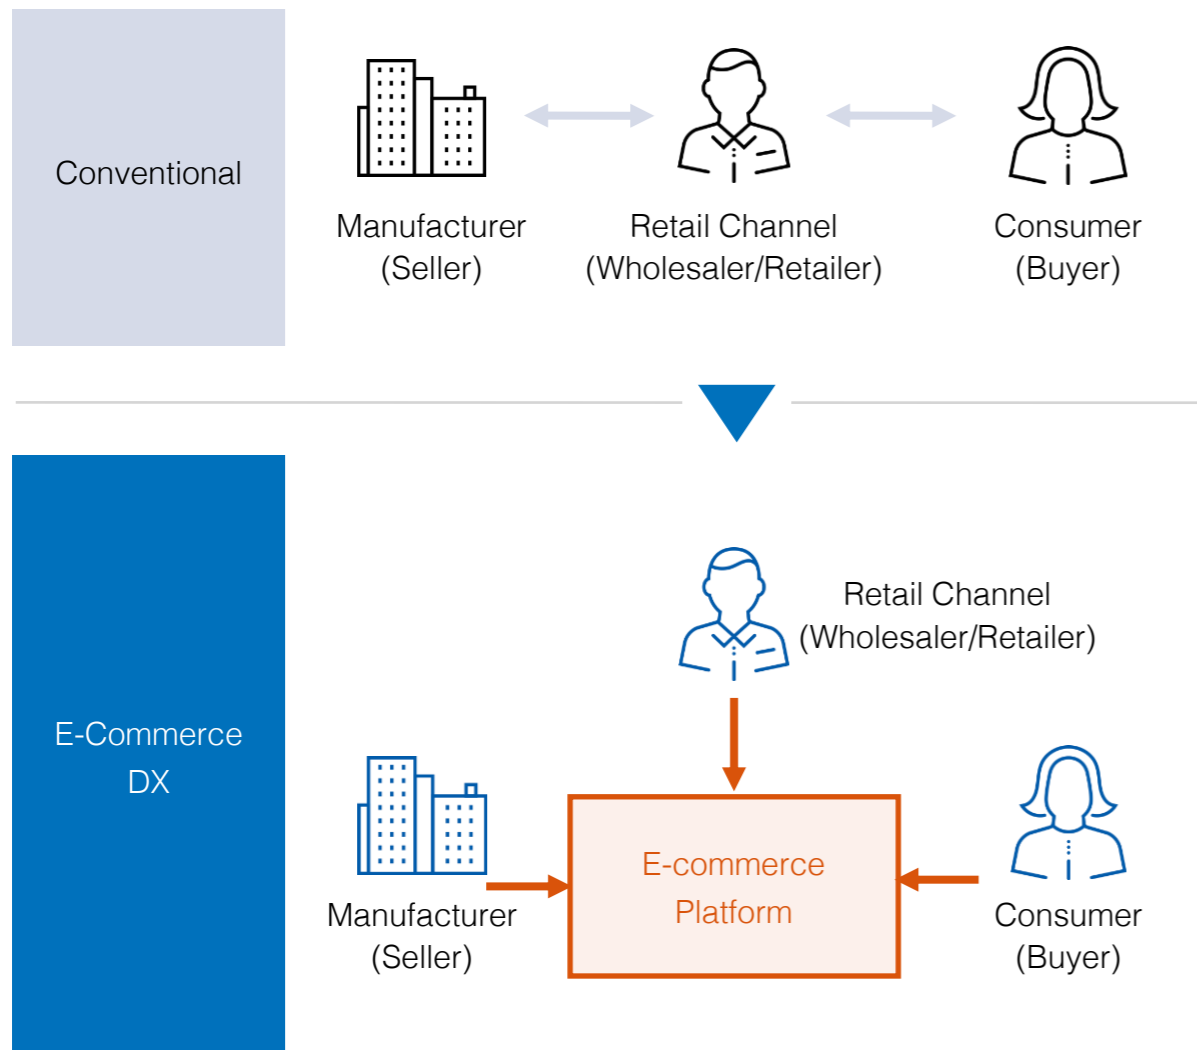 Conventional
Manufacturer
(Seller)
Retail Channel
(Wholesaler/Retailer)
Consumer
(Buyer)
E-Commerce
DX
Retail Channel
(Wholesaler/Retailer)
Manufacturer
(Seller)
E-commerce
Platform
Consumer
(Buyer)